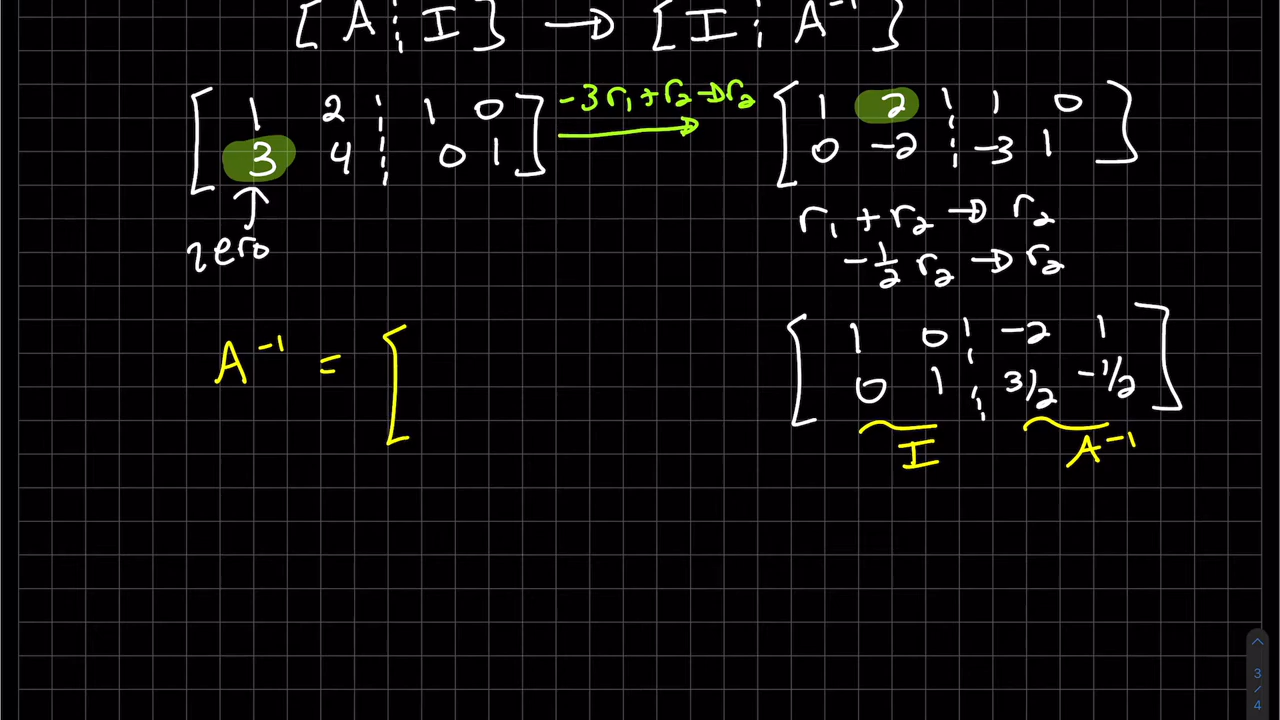 [ A ¦ I ] → [ I ¦ A⁻¹ ]
[ 1 2 ¦ 1 0
3 4 ¦ 0 1 ]
-3r₁ + r₂ → r₂
[ 1 2 ¦ 1 0
0 -2 ¦ -3 1 ]
zero
r₁ + r₂ → r₂
-1/2 r₂ → r₂
A⁻¹ = [
[ 1 0 ¦ -2 1
0 1 ¦ 3/2 -1/2 ]
I A⁻¹
3
/
4